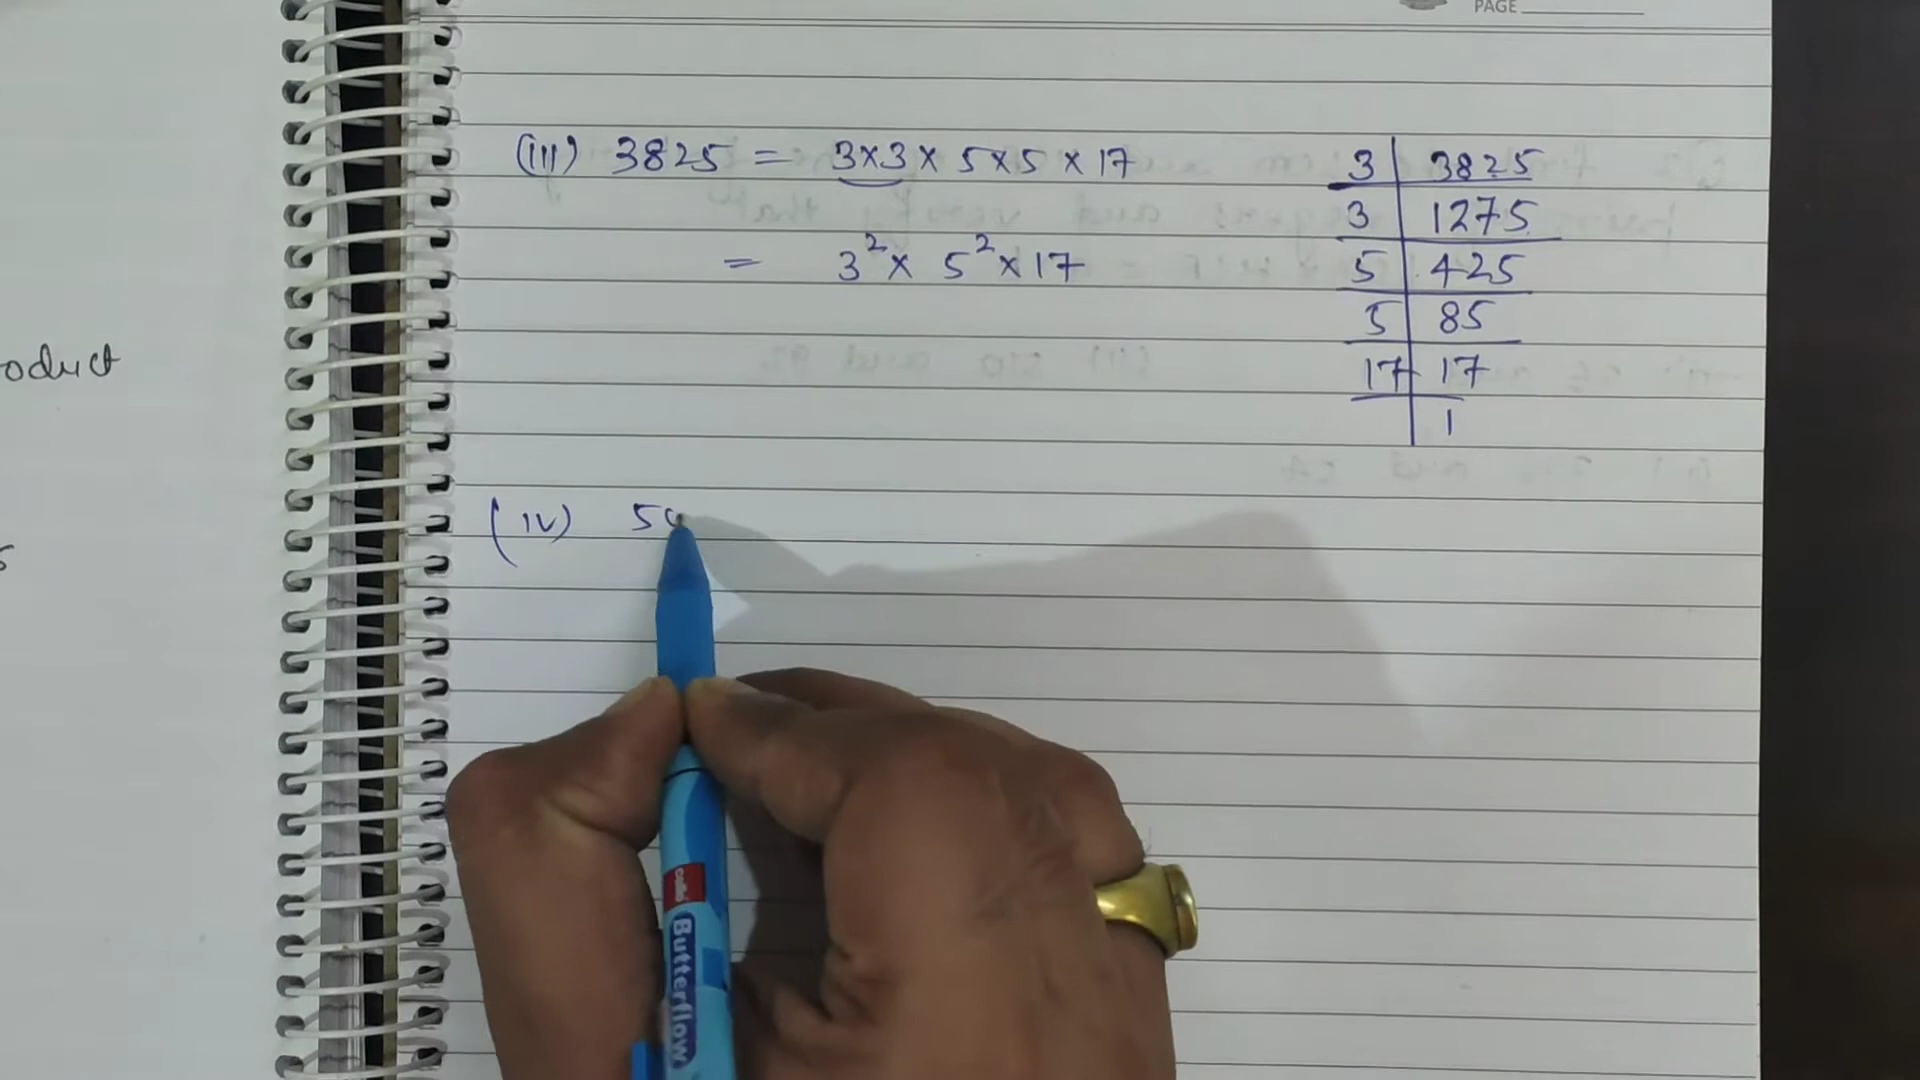 PAGE
(iii) 3825 = 3×3 × 5×5 × 17
= 3²× 5²×17
3 | 3825
3 | 1275
5 | 425
5 | 85
17 | 17
1
oduct
(iv) 5
cello
Butterflow